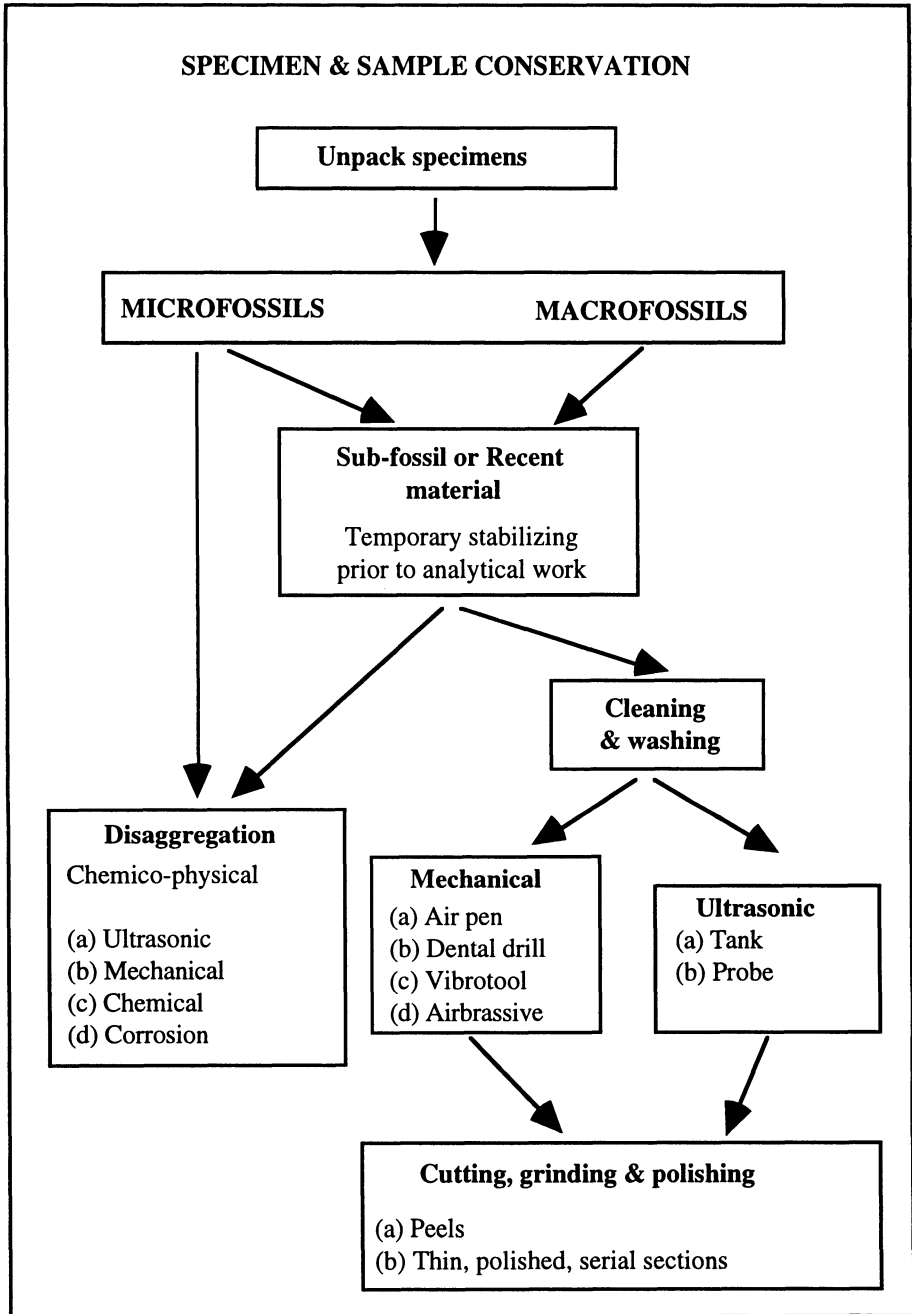 SPECIMEN & SAMPLE CONSERVATION
Unpack specimens
MICROFOSSILS
MACROFOSSILS
Sub-fossil or Recent
material
Temporary stabilizing
prior to analytical work
Cleaning
& washing
Disaggregation
Chemico-physical
(a) Ultrasonic
(b) Mechanical
(c) Chemical
(d) Corrosion
Mechanical
(a) Air pen
(b) Dental drill
(c) Vibrotool
(d) Airbrassive
Ultrasonic
(a) Tank
(b) Probe
Cutting, grinding & polishing
(a) Peels
(b) Thin, polished, serial sections